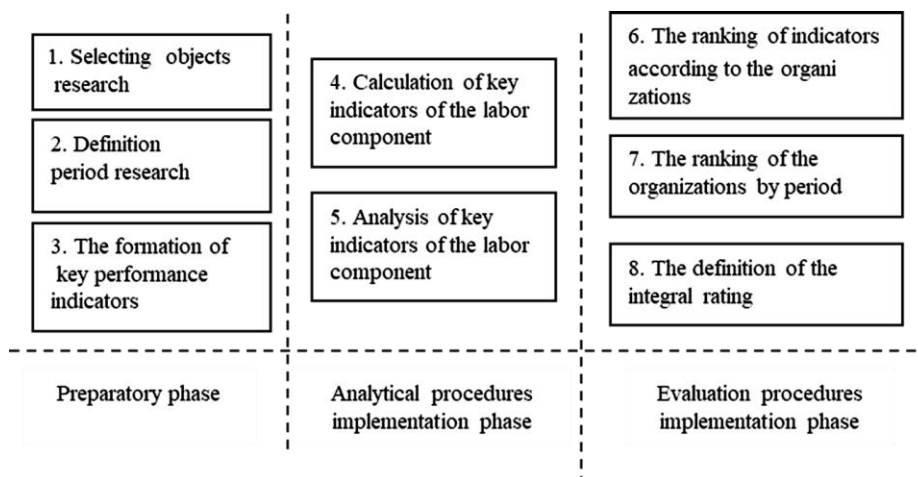 1. Selecting objects
research
2. Definition
period research
3. The formation of
key performance
indicators
4. Calculation of key
indicators of the labor
component
5. Analysis of key
indicators of the labor
component
6. The ranking of indicators
according to the organi
zations
7. The ranking of the
organizations by period
8. The definition of the
integral rating
Preparatory phase
Analytical procedures
implementation phase
Evaluation procedures
implementation phase